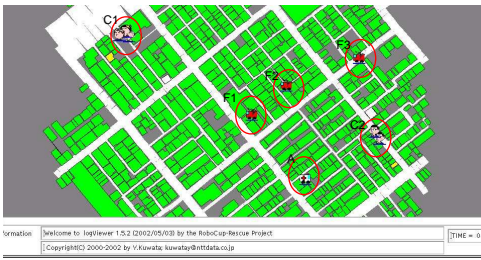 C1
F3
F2
F1
C2
A
formation
Welcome to logViewer 1.5.2 (2002/05/03) by the RoboCup-Rescue Project
TIME = 0
Copyright(C) 2000-2002 by Y.Kuwata; kuwatay@nttdata.co.jp